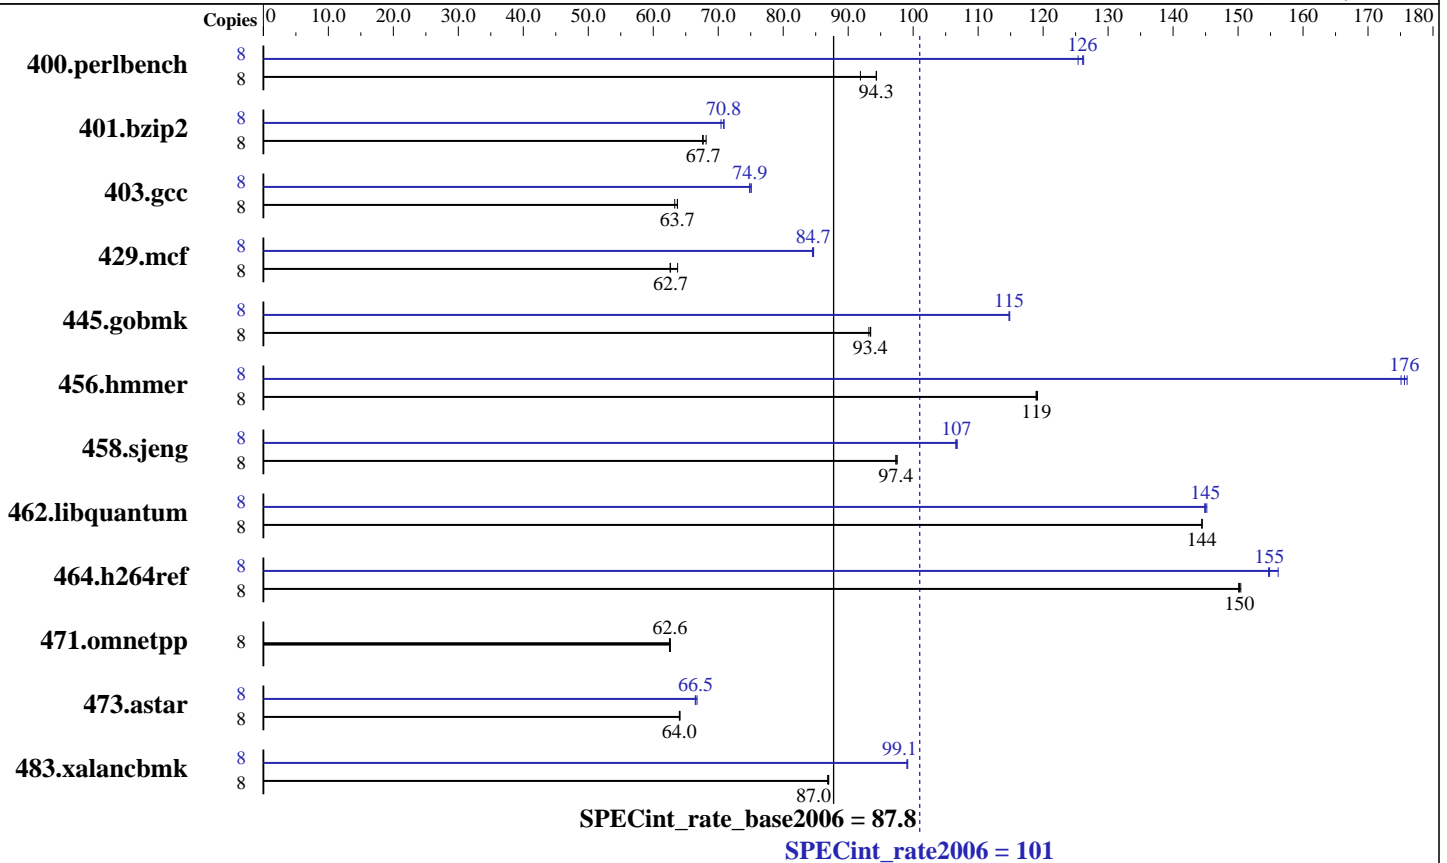 Copies 0 10.0 20.0 30.0 40.0 50.0 60.0 70.0 80.0 90.0 100 110 120 130 140 150 160 170 180
400.perlbench 8 126
8 94.3
401.bzip2 8 70.8
8 67.7
403.gcc 8 74.9
8 63.7
429.mcf 8 84.7
8 62.7
445.gobmk 8 115
8 93.4
456.hmmer 8 176
8 119
458.sjeng 8 107
8 97.4
462.libquantum 8 145
8 144
464.h264ref 8 155
8 150
471.omnetpp 8 62.6
473.astar 8 66.5
8 64.0
483.xalancbmk 8 99.1
8 87.0
SPECint_rate_base2006 = 87.8
SPECint_rate2006 = 101